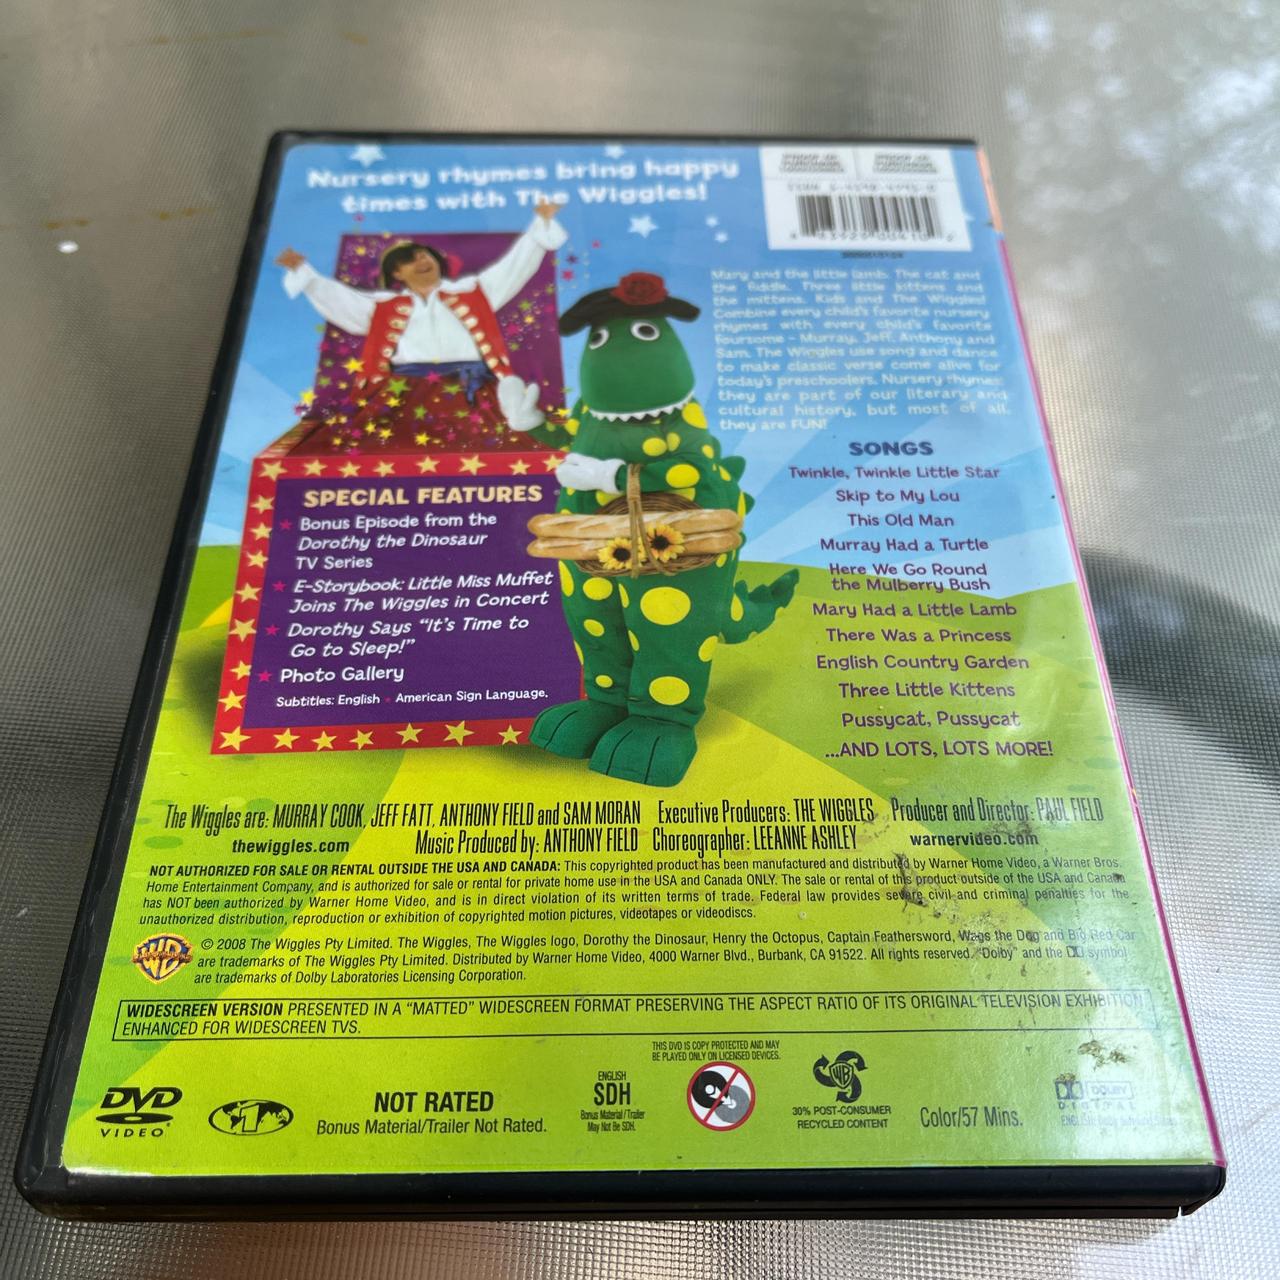 Nursery rhymes bring happy
times with The Wiggles!
PROOF OF
PURCHASE
PROOF OF
PURCHASE
Mary and the little lamb. The cat and
the fiddle. Three little kittens and
the mittens. Kids and The Wiggles!
Combine every child's favorite nursery
rhymes with every child's favorite
foursome – Murray, Jeff, Anthony and
Sam. The Wiggles use song and dance
to make classic verse come alive for
today's preschoolers. Nursery rhymes:
they are part of our literary and
cultural history, but most of all,
they are FUN!
SONGS
Twinkle, Twinkle Little Star
Skip to My Lou
This Old Man
Murray Had a Turtle
Here We Go Round
the Mulberry Bush
Mary Had a Little Lamb
There Was a Princess
English Country Garden
Three Little Kittens
Pussycat, Pussycat
...AND LOTS, LOTS MORE!
SPECIAL FEATURES
Bonus Episode from the
Dorothy the Dinosaur
TV Series
E-Storybook: Little Miss Muffet
Joins The Wiggles in Concert
Dorothy Says "It's Time to
Go to Sleep!"
Photo Gallery
Subtitles: English ★ American Sign Language.
The Wiggles are: MURRAY COOK, JEFF FATT, ANTHONY FIELD and SAM MORAN Executive Producers: THE WIGGLES Producer and Director: PAUL FIELD
thewiggles.com Music Produced by: ANTHONY FIELD Choreographer: LEEANNE ASHLEY warnervideo.com
NOT AUTHORIZED FOR SALE OR RENTAL OUTSIDE THE USA AND CANADA: This copyrighted product has been manufactured and distributed by Warner Home Video, a Warner Bros.
Home Entertainment Company, and is authorized for sale or rental for private home use in the USA and Canada ONLY. The sale or rental of this product outside of the USA and Canada
has NOT been authorized by Warner Home Video, and is in direct violation of its written terms of trade. Federal law provides severe civil and criminal penalties for the
unauthorized distribution, reproduction or exhibition of copyrighted motion pictures, videotapes or videodiscs.
© 2008 The Wiggles Pty Limited. The Wiggles, The Wiggles logo, Dorothy the Dinosaur, Henry the Octopus, Captain Feathersword, Wags the Dog and Big Red Car
are trademarks of The Wiggles Pty Limited. Distributed by Warner Home Video, 4000 Warner Blvd., Burbank, CA 91522. All rights reserved. "Dolby" and the DD symbol
are trademarks of Dolby Laboratories Licensing Corporation.
WIDESCREEN VERSION PRESENTED IN A "MATTED" WIDESCREEN FORMAT PRESERVING THE ASPECT RATIO OF ITS ORIGINAL TELEVISION EXHIBITION.
ENHANCED FOR WIDESCREEN TVS.
THIS DVD IS COPY PROTECTED AND MAY
BE PLAYED ONLY ON LICENSED DEVICES.
DVD
VIDEO
1
NOT RATED
Bonus Material/Trailer Not Rated.
ENGLISH
SDH
Bonus Material/Trailer
May Not Be SDH.
WB
30% POST-CONSUMER
RECYCLED CONTENT
Color/57 Mins.
DOLBY
DIGITAL